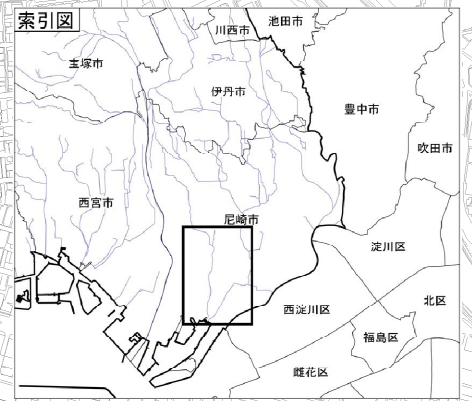 索引図
池田市
川西市
宝塚市
伊丹市
豊中市
吹田市
西宮市
尼崎市
淀川区
北区
西淀川区
福島区
雌花区